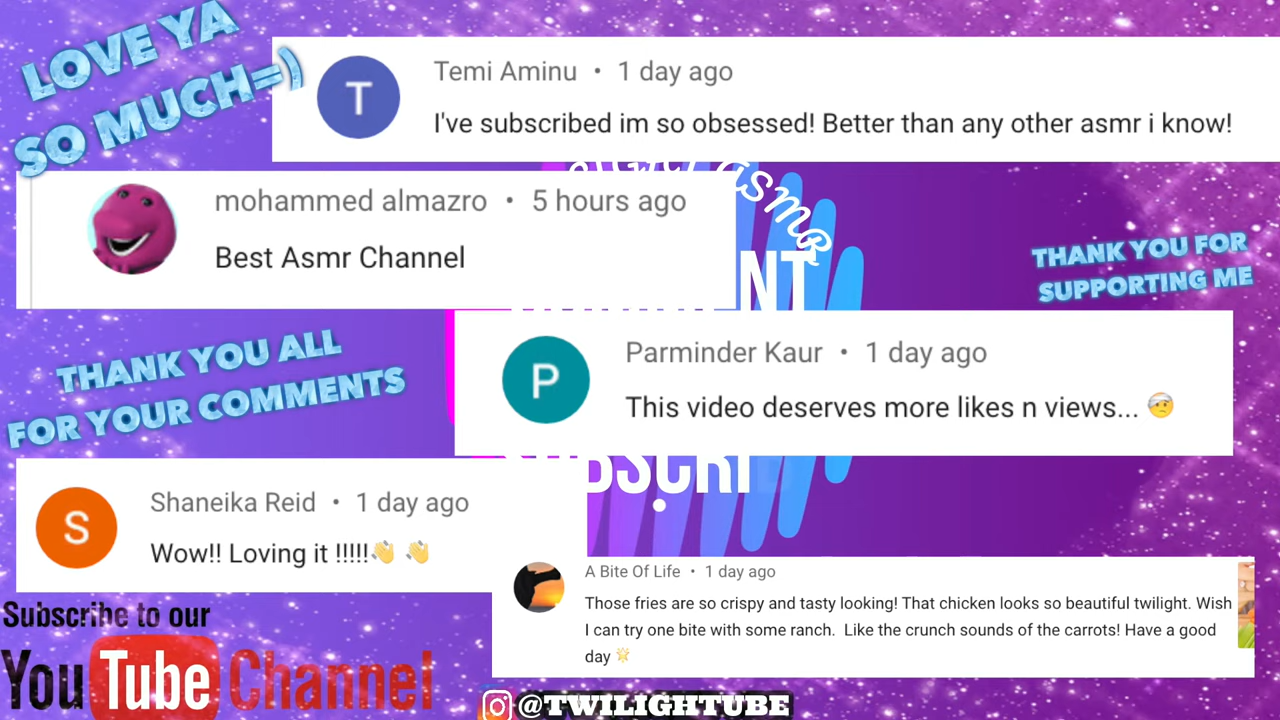 LOVE YA
SO MUCH=)
T
Temi Aminu • 1 day ago
I've subscribed im so obsessed! Better than any other asmr i know!
asmr
mohammed almazro • 5 hours ago
Best Asmr Channel
NT
THANK YOU FOR
SUPPORTING ME
THANK YOU ALL
FOR YOUR COMMENTS
P
Parminder Kaur • 1 day ago
This video deserves more likes n views... 🤕
S
Shaneika Reid • 1 day ago
Wow!! Loving it !!!!!👏 👏
A Bite Of Life • 1 day ago
Those fries are so crispy and tasty looking! That chicken looks so beautiful twilight. Wish
I can try one bite with some ranch. Like the crunch sounds of the carrots! Have a good
day 🌟
Subscribe to our
YouTube Channel
@TWILIGHTUBE